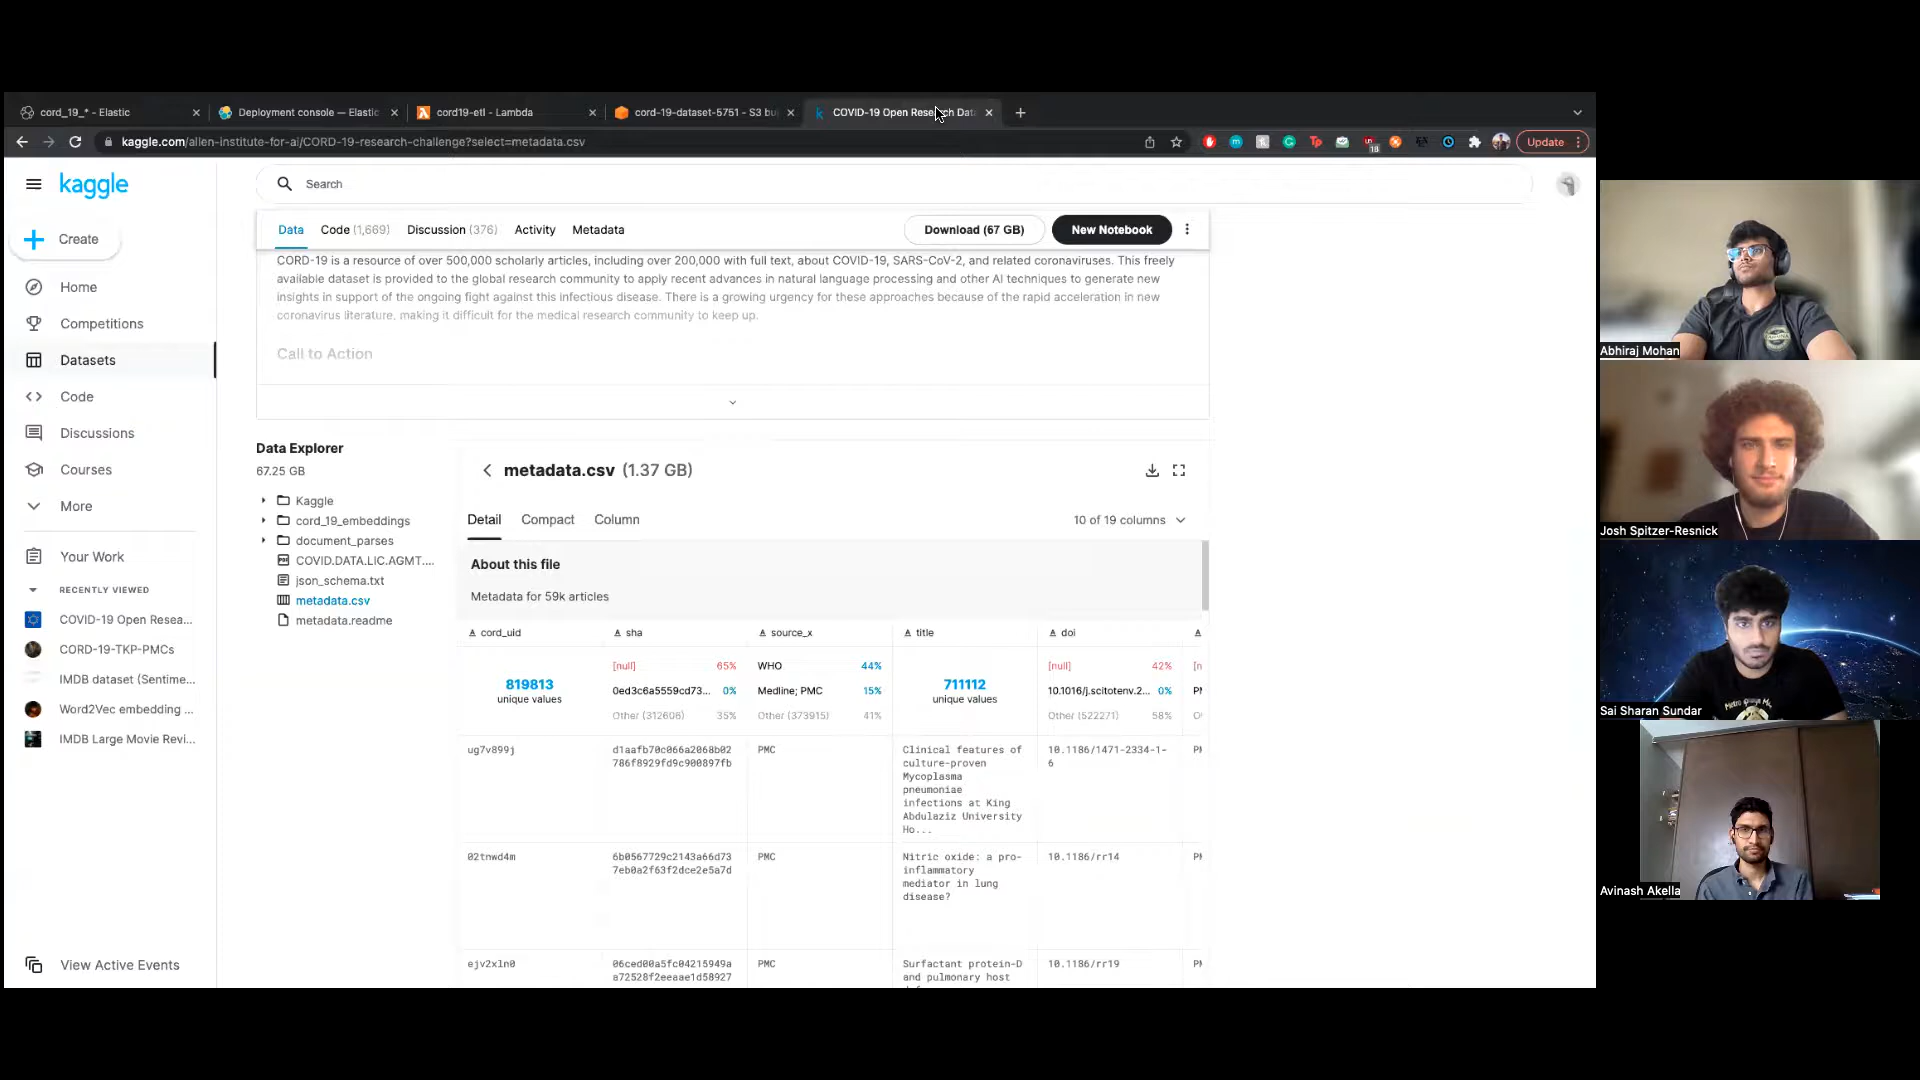 cord_19_* - Elastic
Deployment console — Elastic
cord19-etl - Lambda
cord-19-dataset-5751 - S3 bu
COVID-19 Open Research Dat
kaggle.com/allen-institute-for-ai/CORD-19-research-challenge?select=metadata.csv
Update
kaggle
Search
Create
Home
Competitions
Datasets
Code
Discussions
Courses
More
Your Work
RECENTLY VIEWED
COVID-19 Open Resea...
CORD-19-TKP-PMCs
IMDB dataset (Sentime...
Word2Vec embedding ...
IMDB Large Movie Revi...
View Active Events
Data Code (1,669) Discussion (376) Activity Metadata Download (67 GB) New Notebook
CORD-19 is a resource of over 500,000 scholarly articles, including over 200,000 with full text, about COVID-19, SARS-CoV-2, and related coronaviruses. This freely
available dataset is provided to the global research community to apply recent advances in natural language processing and other AI techniques to generate new
insights in support of the ongoing fight against this infectious disease. There is a growing urgency for these approaches because of the rapid acceleration in new
coronavirus literature, making it difficult for the medical research community to keep up.
Call to Action
Data Explorer
67.25 GB
Kaggle
cord_19_embeddings
document_parses
COVID.DATA.LIC.AGMT....
json_schema.txt
metadata.csv
metadata.readme
metadata.csv (1.37 GB)
Detail Compact Column 10 of 19 columns
About this file
Metadata for 59k articles
cord_uid sha source_x title doi
819813
unique values
[null] 65%
0ed3c6a5559cd73... 0%
Other (312606) 35%
WHO 44%
Medline; PMC 15%
Other (373915) 41%
711112
unique values
[null] 42%
10.1016/j.scitotenv.2... 0%
Other (522271) 58%
[n
PM
ug7v899j
d1aafb70c066a2068b02
786f8929fd9c900897fb
PMC
Clinical features of
culture-proven
Mycoplasma
pneumoniae
infections at King
Abdulaziz University
Ho...
10.1186/1471-2334-1-
6
PM
02tnwd4m
6b0567729c2143a66d73
7eb0a2f63f2dce2e5a7d
PMC
Nitric oxide: a pro-
inflammatory
mediator in lung
disease?
10.1186/rr14
PM
ejv2xln0
06ced00a5fc04215949a
a72528f2eeaae1d58927
PMC
Surfactant protein-D
and pulmonary host
10.1186/rr19
PM
Abhiraj Mohan
Josh Spitzer-Resnick
Sai Sharan Sundar
Avinash Akella